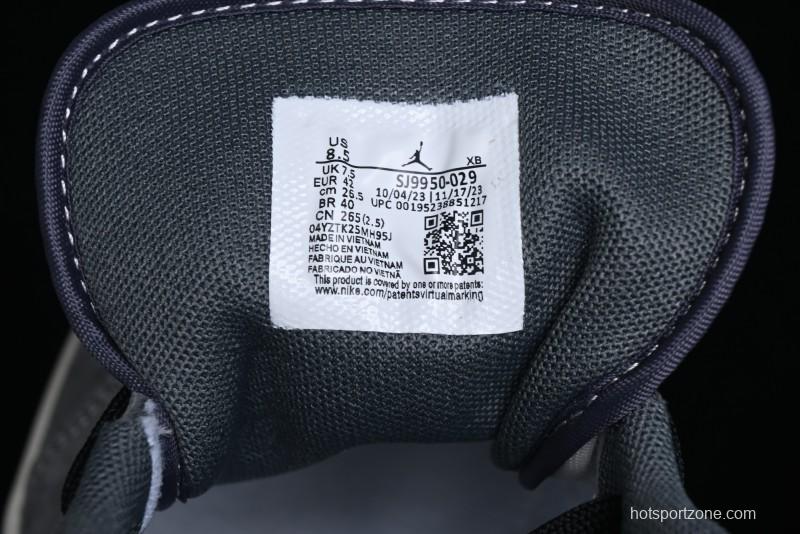 US
8.5
XB
UK 7.5
EUR 42
cm 26.5
BR 40
CN 265(2.5)
SJ9950-029
10/04/23 | 11/17/23
UPC 00195238851217
04YZTK25MH95J
MADE IN VIETNAM
HECHO EN VIETNAM
FABRIQUE AU VIETNAM
FABRICADO NO VIETNÃ
This product is covered by one or more patents:
www.nike.com/patentsvirtualmarking
hotsportzone.com